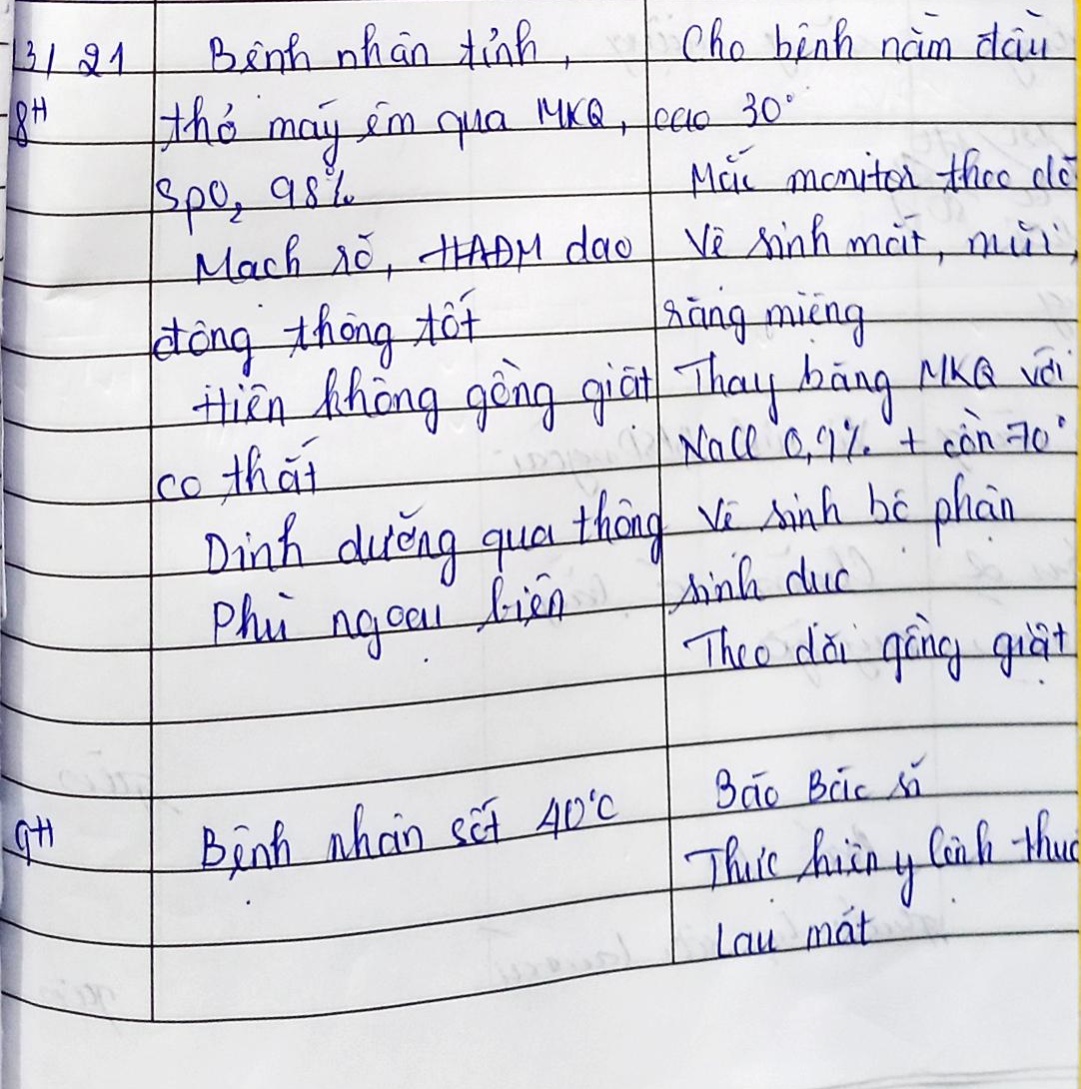 13/ 21
8H
Bệnh nhân tỉnh,
thở máy êm qua MKQ,
SpO₂ 98%
Mạch rõ, HAĐM dao
động thông tốt
Hiện không gồng giật
co thắt
Dinh dưỡng qua thông
Phù ngoại biên
Cho bệnh nằm đầu
cao 30°
Mắc monitor theo dõ
Vệ sinh mắt, mũi,
răng miệng
Thay băng MKQ với
NaCl 0,9% + cồn 70°
Vệ sinh bộ phận
sinh dục
Theo dõi gồng giật
9H
Bệnh nhân sốt 40°C
Báo Bác sĩ
Thực hiện y lệnh thuố
Lau mát